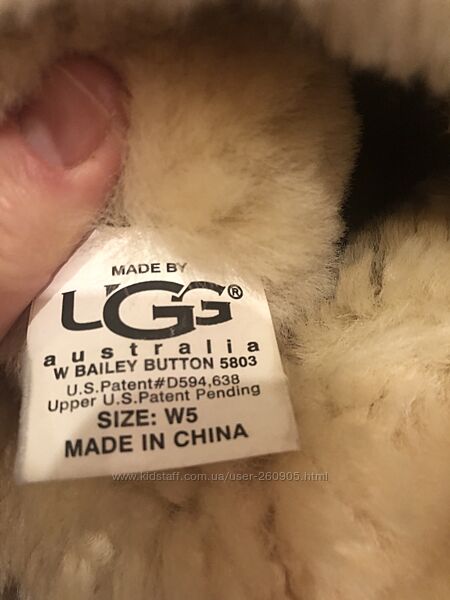 MADE BY
UGG®
australia
W BAILEY BUTTON 5803
U.S.Patent#D594,638
Upper U.S.Patent Pending
SIZE: W5
MADE IN CHINA
www.kidstaff.com.ua/user-260905.html